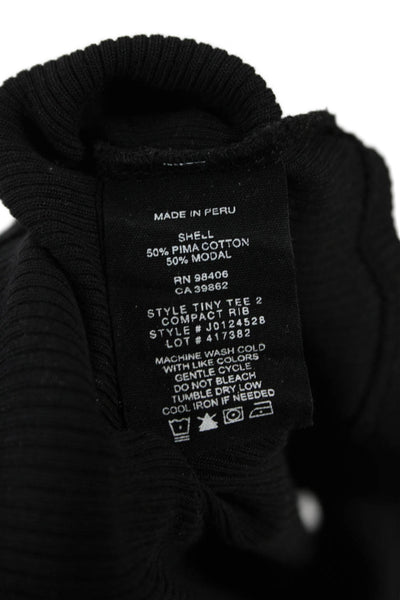 MADE IN PERU
SHELL
50% PIMA COTTON
50% MODAL
RN 98406
CA 39862
STYLE TINY TEE 2
COMPACT RIB
STYLE # J0124528
LOT # 417382
MACHINE WASH COLD
WITH LIKE COLORS
GENTLE CYCLE
DO NOT BLEACH
TUMBLE DRY LOW
COOL IRON IF NEEDED